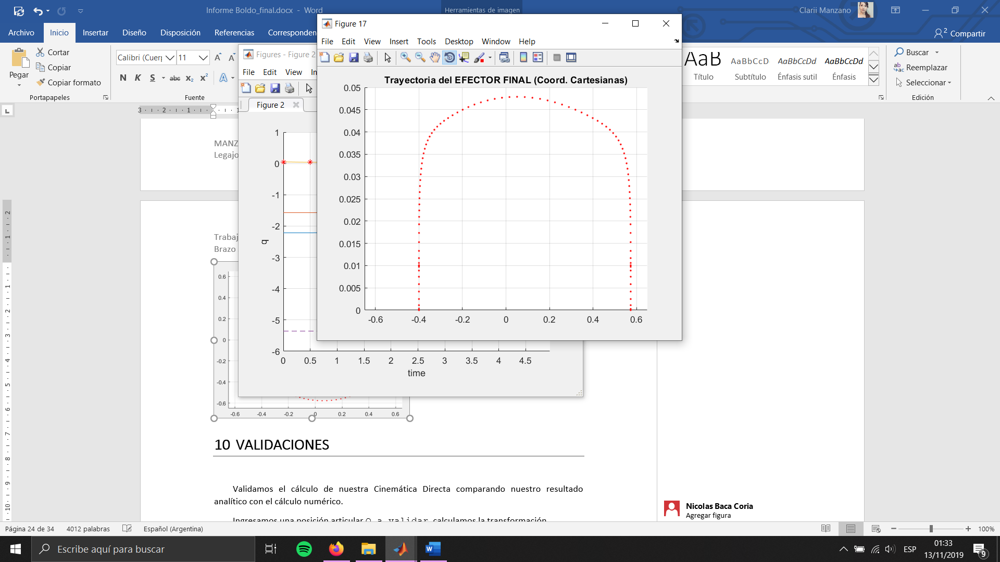 Informe Boldo_final.docx - Word
Herramientas de imagen
Clarii Manzano
Archivo
Inicio
Insertar
Diseño
Disposición
Referencias
Corresponden
Compartir
Pegar
Cortar
Copiar
Copiar formato
Portapapeles
Calibri (Cuerp
11
N K S abc x₂ x² A
Fuente
AaB
Título
AaBbCcD
Subtítulo
AaBbCcDd
Énfasis sutil
AaBbCcDd
Énfasis
Buscar
Reemplazar
Seleccionar
Edición
Figures - Figure 2
File Edit View In
Figure 2
1
0
-1
-2
-3
-4
-5
-6
q
0 0.5 1 1.5 2 2.5 3 3.5 4 4.5
time
Figure 17
File Edit View Insert Tools Desktop Window Help
Trayectoria del EFECTOR FINAL (Coord. Cartesianas)
0.05
0.045
0.04
0.035
0.03
0.025
0.02
0.015
0.01
0.005
0
-0.6 -0.4 -0.2 0 0.2 0.4 0.6
MANZ
Legajo
Trabaj
Brazo
0.6
0.4
0.2
0
-0.2
-0.4
-0.6
-0.6 -0.4 -0.2 0 0.2 0.4 0.6
10 VALIDACIONES
Validamos el cálculo de nuestra Cinemática Directa comparando nuestro resultado
analítico con el cálculo numérico.
Ingresamos una posición articular Q_a_validar, calculamos la transformación
Nicolas Baca Coria
Agregar figura
Página 24 de 34
4012 palabras
Español (Argentina)
100%
Escribe aquí para buscar
ESP
01:33
13/11/2019
9